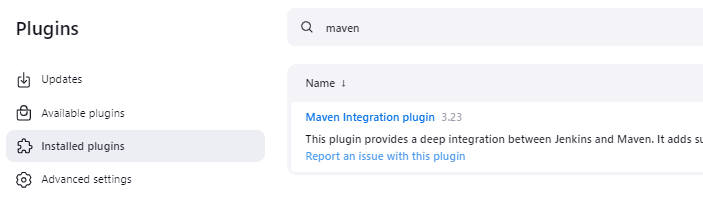 Plugins
maven
Updates
Available plugins
Installed plugins
Advanced settings
Name ↓
Maven Integration plugin 3.23
This plugin provides a deep integration between Jenkins and Maven. It adds su
Report an issue with this plugin